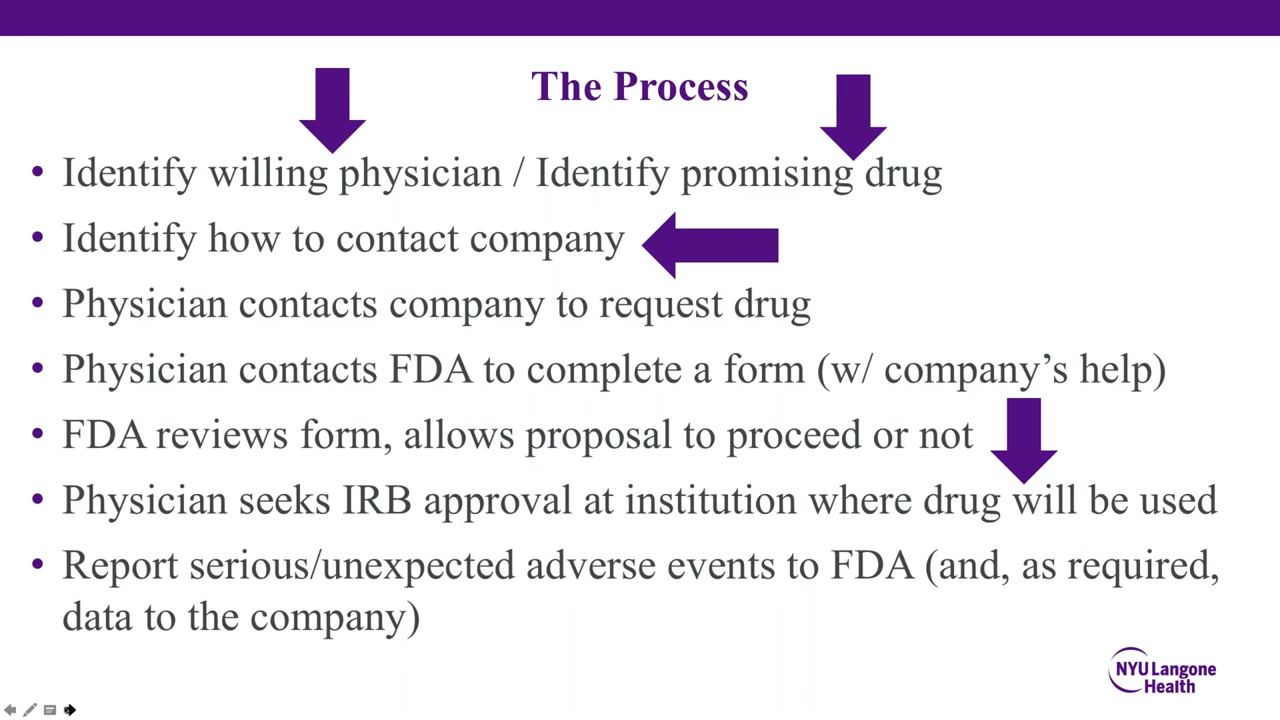 The Process
• Identify willing physician / Identify promising drug
• Identify how to contact company
• Physician contacts company to request drug
• Physician contacts FDA to complete a form (w/ company’s help)
• FDA reviews form, allows proposal to proceed or not
• Physician seeks IRB approval at institution where drug will be used
• Report serious/unexpected adverse events to FDA (and, as required,
data to the company)
NYU Langone
Health